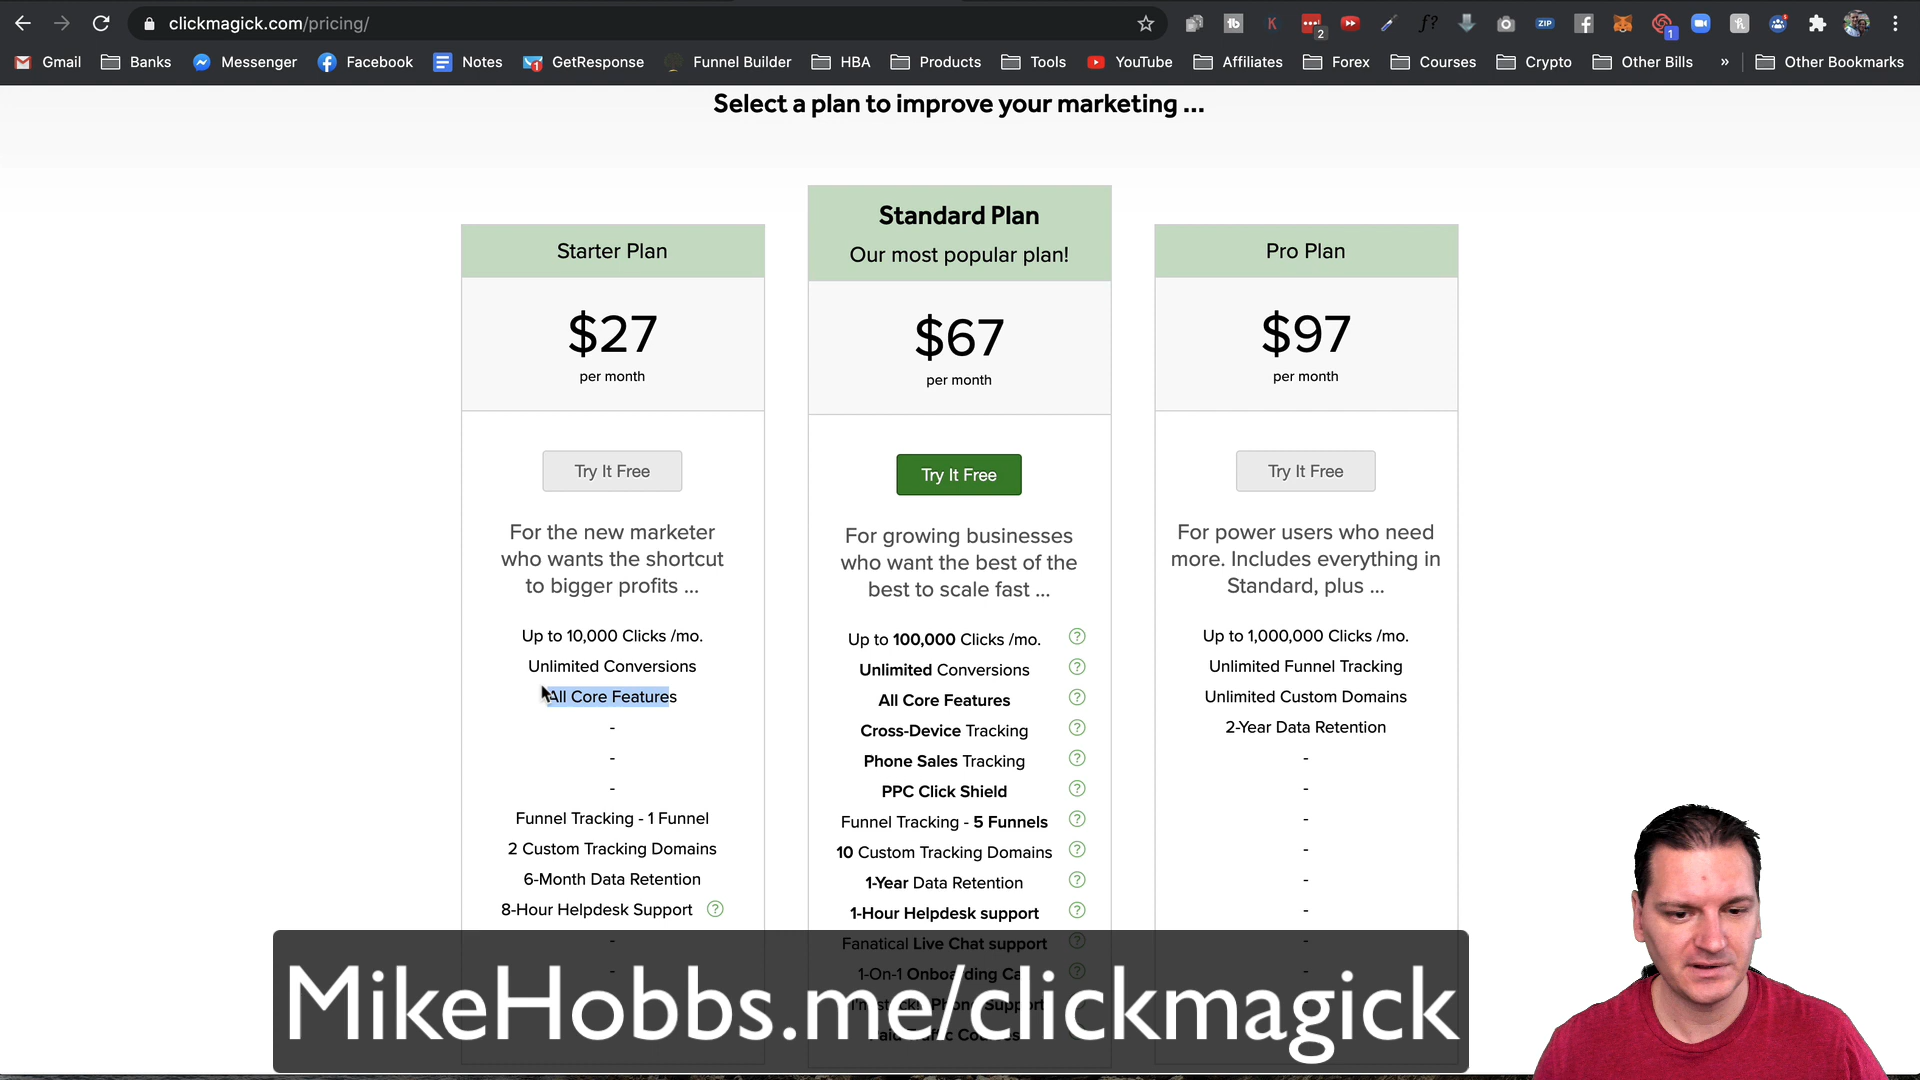 clickmagick.com/pricing/
2
1
Gmail
Banks
Messenger
Facebook
Notes
GetResponse
Funnel Builder
HBA
Products
Tools
YouTube
Affiliates
Forex
Courses
Crypto
Other Bills
»
Other Bookmarks
Select a plan to improve your marketing ...
Starter Plan
$27
per month
Try It Free
For the new marketer
who wants the shortcut
to bigger profits ...
Up to 10,000 Clicks /mo.
Unlimited Conversions
All Core Features
-
-
-
Funnel Tracking - 1 Funnel
2 Custom Tracking Domains
6-Month Data Retention
8-Hour Helpdesk Support
-
Standard Plan
Our most popular plan!
$67
per month
Try It Free
For growing businesses
who want the best of the
best to scale fast ...
Up to 100,000 Clicks /mo.
Unlimited Conversions
All Core Features
Cross-Device Tracking
Phone Sales Tracking
PPC Click Shield
Funnel Tracking - 5 Funnels
10 Custom Tracking Domains
1-Year Data Retention
1-Hour Helpdesk support
Fanatical Live Chat support
1-On-1 Onboarding
Pro Plan
$97
per month
Try It Free
For power users who need
more. Includes everything in
Standard, plus ...
Up to 1,000,000 Clicks /mo.
Unlimited Funnel Tracking
Unlimited Custom Domains
2-Year Data Retention
-
-
-
-
-
-
-
-
-
-
MikeHobbs.me/clickmagick